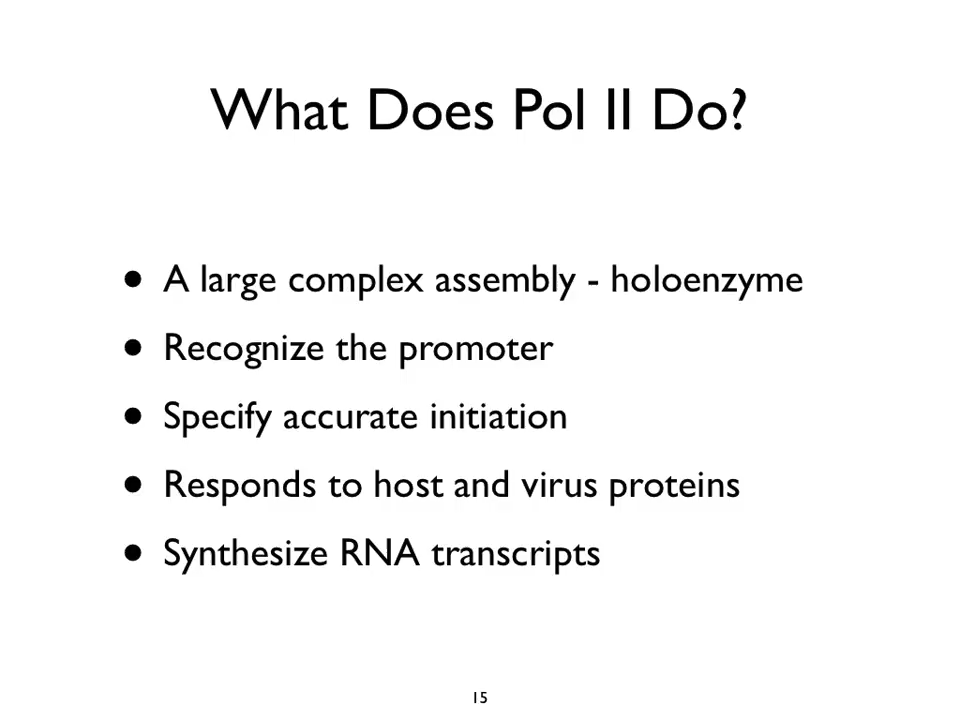 What Does Pol II Do?
• A large complex assembly - holoenzyme
• Recognize the promoter
• Specify accurate initiation
• Responds to host and virus proteins
• Synthesize RNA transcripts
15